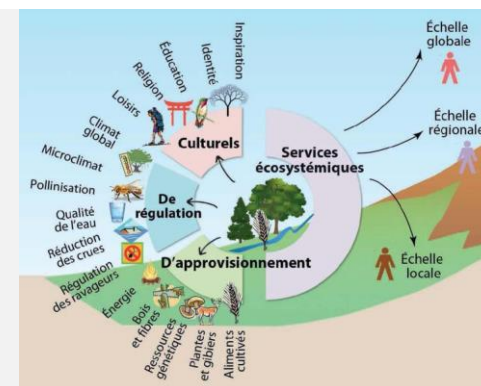 Inspiration
Identité
Éducation
Religion
Loisirs
Climat
global
Microclimat
Pollinisation
Qualité
de l'eau
Réduction
des crues
Régulation
des ravageurs
Énergie
Bois
et fibres
Ressources
génétiques
Plantes
et gibiers
Aliments
cultivés
Culturels
De
régulation
D'approvisionnement
Services
écosystémiques
Échelle
globale
Échelle
régionale
Échelle
locale